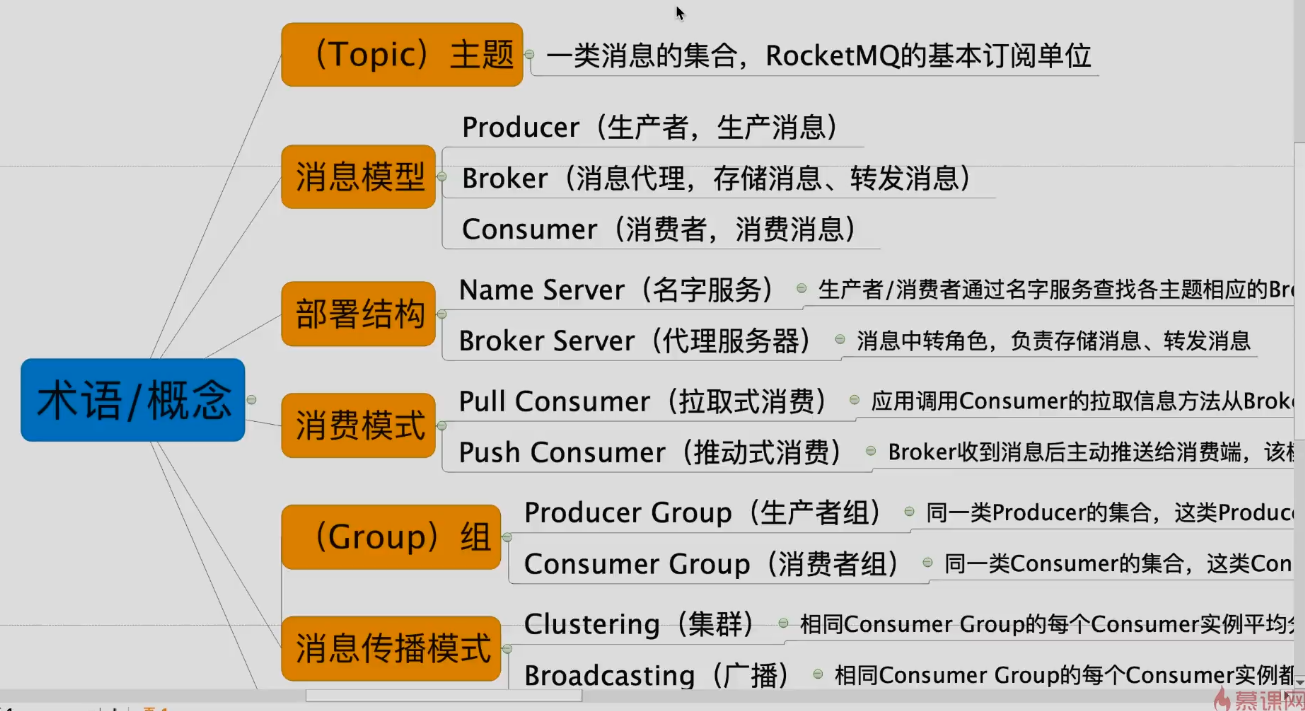 （Topic）主题
一类消息的集合，RocketMQ的基本订阅单位
消息模型
Producer（生产者，生产消息）
Broker（消息代理，存储消息、转发消息）
Consumer（消费者，消费消息）
部署结构
Name Server（名字服务）
生产者/消费者通过名字服务查找各主题相应的Bro
Broker Server（代理服务器）
消息中转角色，负责存储消息、转发消息
术语/概念
消费模式
Pull Consumer（拉取式消费）
应用调用Consumer的拉取信息方法从Broke
Push Consumer（推动式消费）
Broker收到消息后主动推送给消费端，该
（Group）组
Producer Group（生产者组）
同一类Producer的集合，这类Produce
Consumer Group（消费者组）
同一类Consumer的集合，这类Con
消息传播模式
Clustering（集群）
相同Consumer Group的每个Consumer实例平均
Broadcasting（广播）
相同Consumer Group的每个Consumer实例都
慕课网